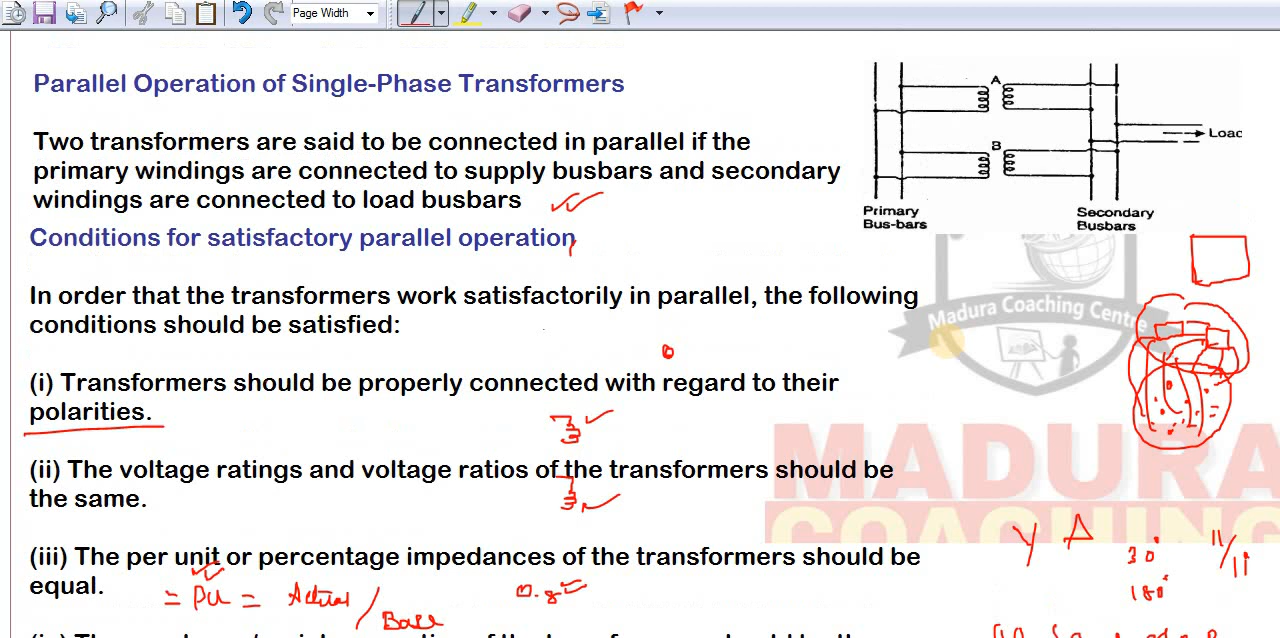 Page Width
Parallel Operation of Single-Phase Transformers
Two transformers are said to be connected in parallel if the
primary windings are connected to supply busbars and secondary
windings are connected to load busbars
A
B
Load
Primary
Bus-bars
Secondary
Busbars
Conditions for satisfactory parallel operation
In order that the transformers work satisfactorily in parallel, the following
conditions should be satisfied:
Madura Coaching Centre
(i) Transformers should be properly connected with regard to their
polarities.
(ii) The voltage ratings and voltage ratios of the transformers should be
the same.
MADURA
COACHING
(iii) The per unit or percentage impedances of the transformers should be
equal.
= Pu = Actual / Base
0.8
Y Δ 30°
180°